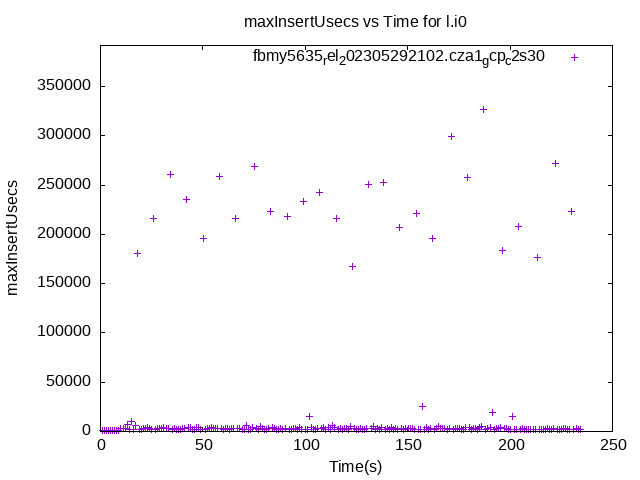 maxInsertUsecs vs Time for l.i0
fbmy5635rel202305292102.cza1gcpc2s30
350000
300000
250000
200000
150000
100000
50000
0
maxInsertUsecs
0 50 100 150 200 250
Time(s)